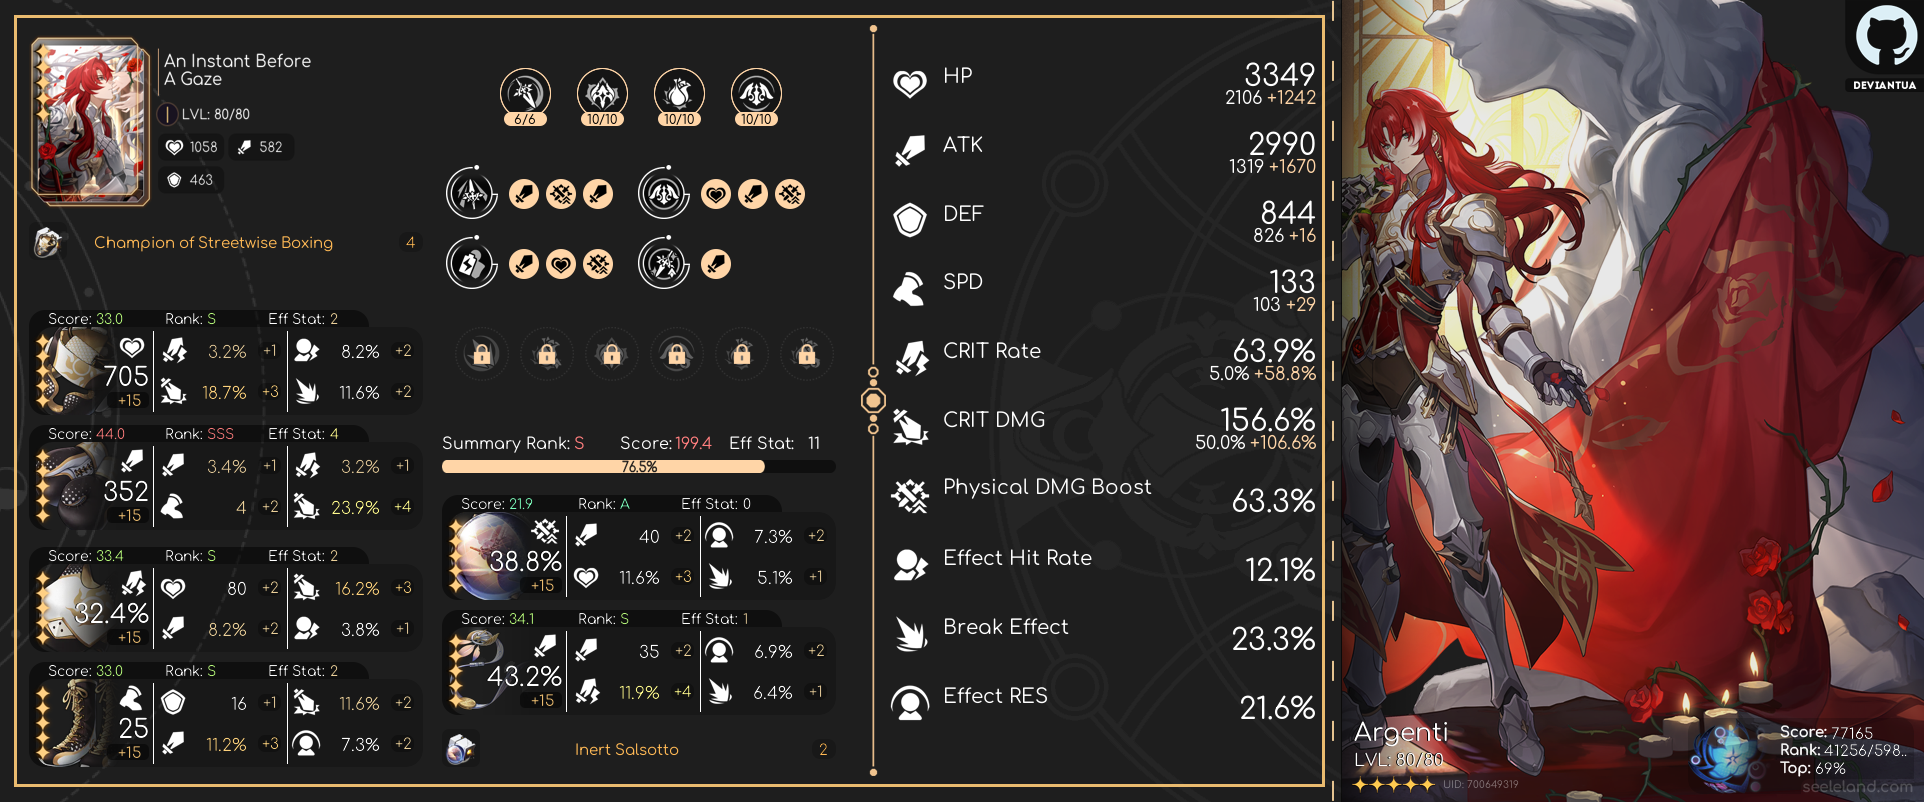 An Instant Before
A Gaze
LVL: 80/80
1058 582
463
Champion of Streetwise Boxing 4
Score: 33.0 Rank: S Eff Stat: 2
705
+15
3.2% +1 8.2% +2
18.7% +3 11.6% +2
Score: 44.0 Rank: SSS Eff Stat: 4
352
+15
3.4% +1 3.2% +1
4 +2 23.9% +4
Score: 33.4 Rank: S Eff Stat: 2
32.4%
+15
80 +2 16.2% +3
8.2% +2 3.8% +1
Score: 33.0 Rank: S Eff Stat: 2
25
+15
16 +1 11.6% +2
11.2% +3 7.3% +2
6/6 10/10 10/10 10/10
Summary Rank: S Score: 199.4 Eff Stat: 11
76.5%
Score: 21.9 Rank: A Eff Stat: 0
38.8%
+15
40 +2 7.3% +2
11.6% +3 5.1% +1
Score: 34.1 Rank: S Eff Stat: 1
43.2%
+15
35 +2 6.9% +2
11.9% +4 6.4% +1
Inert Salsotto 2
HP 3349
2106 +1242
ATK 2990
1319 +1670
DEF 844
826 +16
SPD 133
103 +29
CRIT Rate 63.9%
5.0% +58.8%
CRIT DMG 156.6%
50.0% +106.6%
Physical DMG Boost 63.3%
Effect Hit Rate 12.1%
Break Effect 23.3%
Effect RES 21.6%
DEVIANTUA
Argenti
LVL: 80/80
UID: 700649319
Score: 77165
Rank: 41256/598..
Top: 69%
seeleland.com